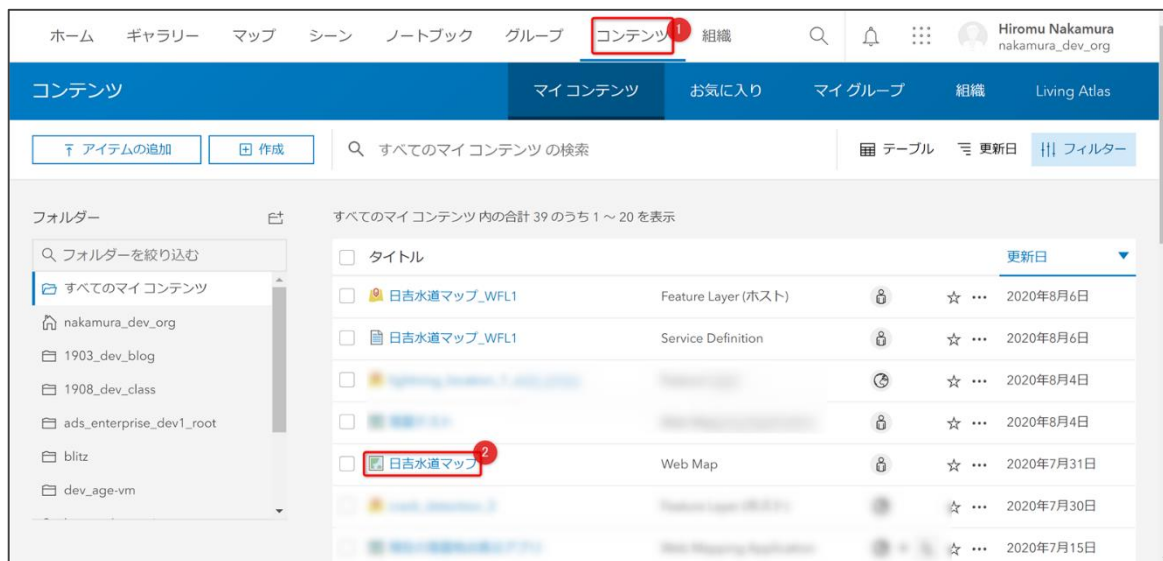 ホーム ギャラリー マップ シーン ノートブック グループ コンテンツ 1 組織 Hiromu Nakamura
nakamura_dev_org
コンテンツ マイ コンテンツ お気に入り マイ グループ 組織 Living Atlas
アイテムの追加 作成 すべてのマイ コンテンツ の検索 テーブル 更新日 フィルター
フォルダー
フォルダーを絞り込む
すべてのマイ コンテンツ
nakamura_dev_org
1903_dev_blog
1908_dev_class
ads_enterprise_dev1_root
blitz
dev_age-vm
すべてのマイ コンテンツ 内の合計 39 のうち 1 ~ 20 を表示
タイトル 更新日
日吉水道マップ_WFL1 Feature Layer (ホスト) 2020年8月6日
日吉水道マップ_WFL1 Service Definition 2020年8月6日
2020年8月4日
2020年8月4日
日吉水道マップ 2 Web Map 2020年7月31日
2020年7月30日
2020年7月15日